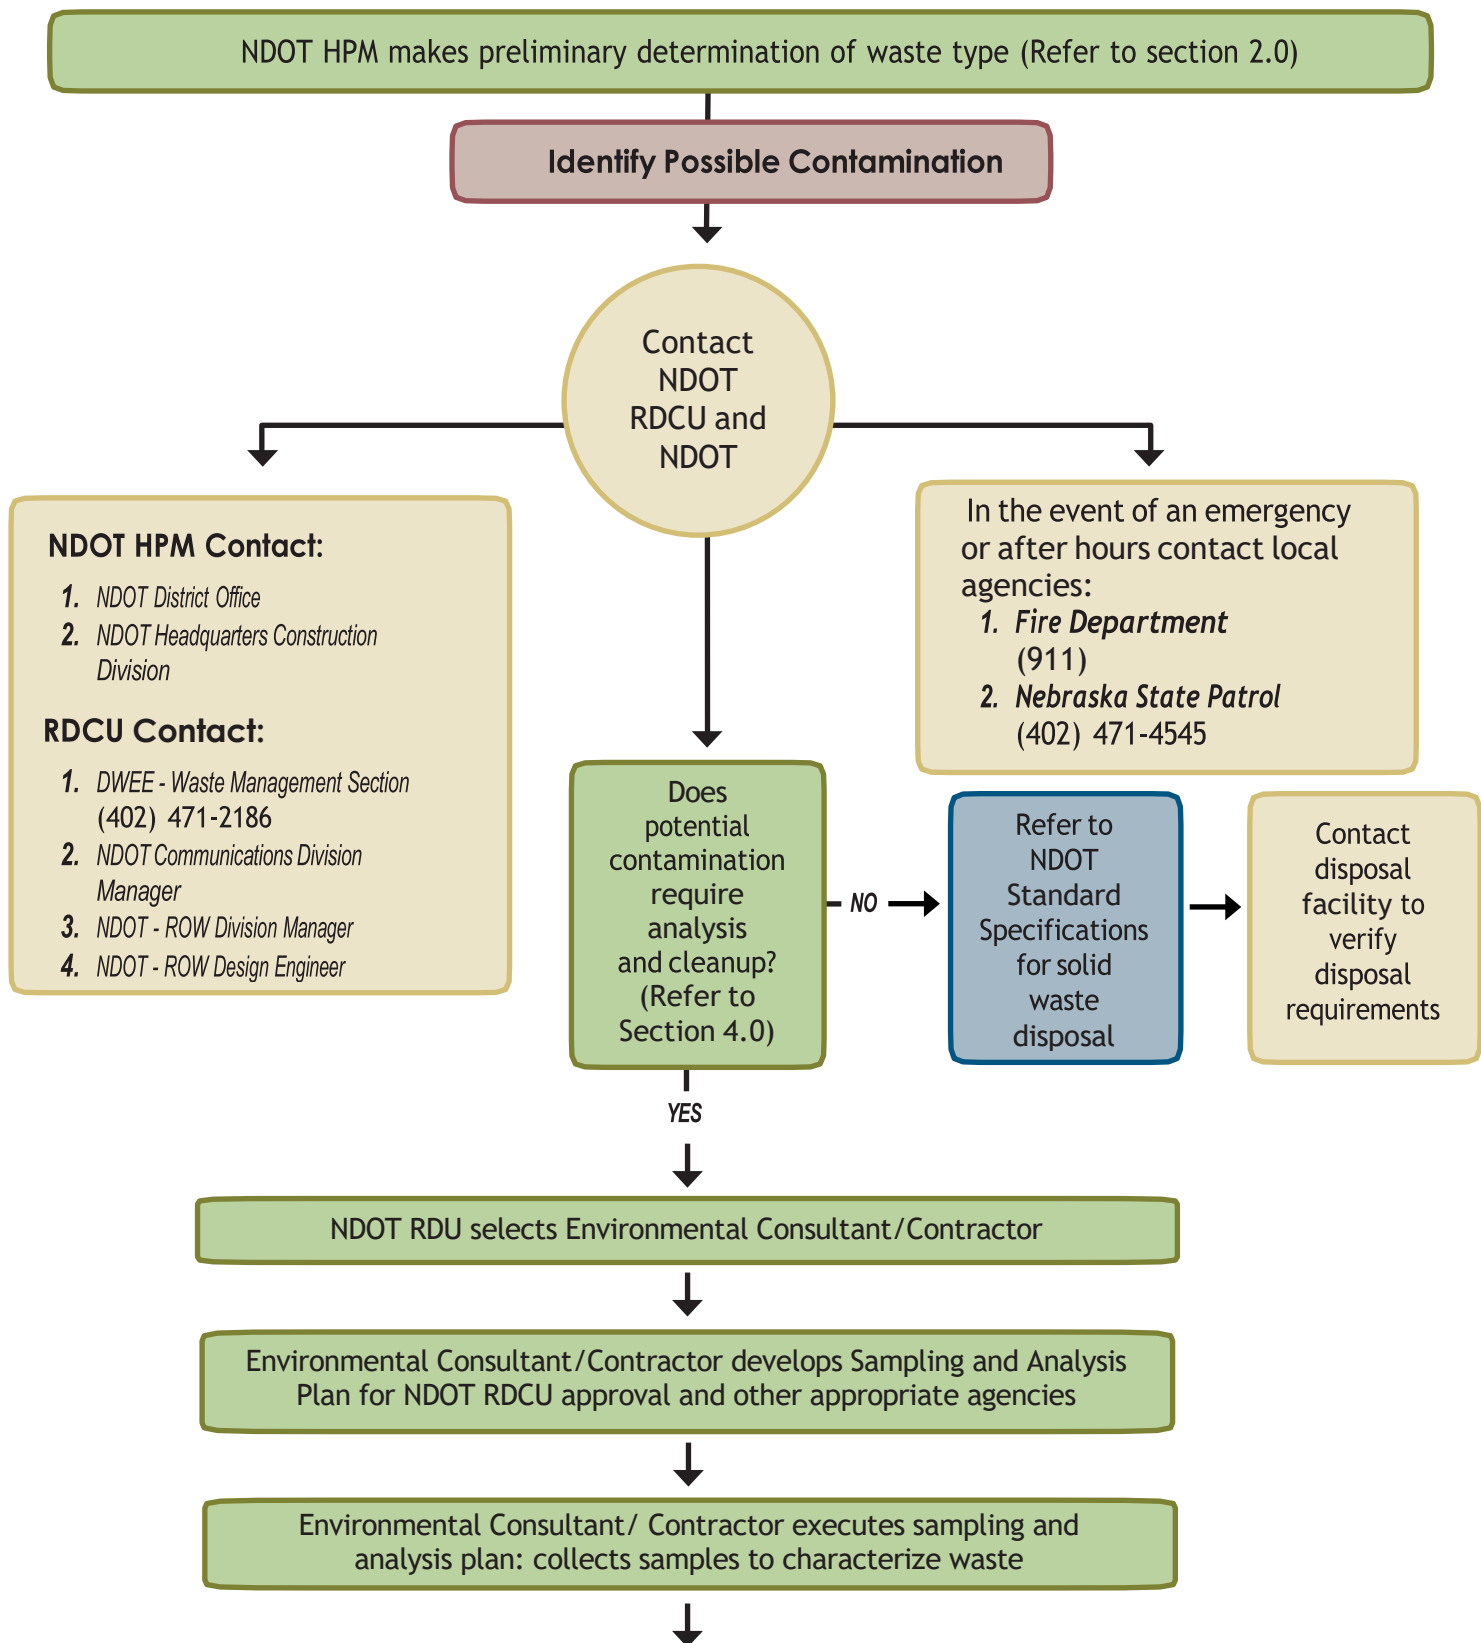 NDOT HPM makes preliminary determination of waste type (Refer to section 2.0)
Identify Possible Contamination
Contact
NDOT
RDCU and
NDOT
NDOT HPM Contact:
1. NDOT District Office
2. NDOT Headquarters Construction
Division
RDCU Contact:
1. DWEE - Waste Management Section
(402) 471-2186
2. NDOT Communications Division
Manager
3. NDOT - ROW Division Manager
4. NDOT - ROW Design Engineer
In the event of an emergency
or after hours contact local
agencies:
1. Fire Department
(911)
2. Nebraska State Patrol
(402) 471-4545
Does
potential
contamination
require
analysis
and cleanup?
(Refer to
Section 4.0)
NO
Refer to
NDOT
Standard
Specifications
for solid
waste
disposal
Contact
disposal
facility to
verify
disposal
requirements
YES
NDOT RDU selects Environmental Consultant/Contractor
Environmental Consultant/Contractor develops Sampling and Analysis
Plan for NDOT RDCU approval and other appropriate agencies
Environmental Consultant/ Contractor executes sampling and
analysis plan: collects samples to characterize waste